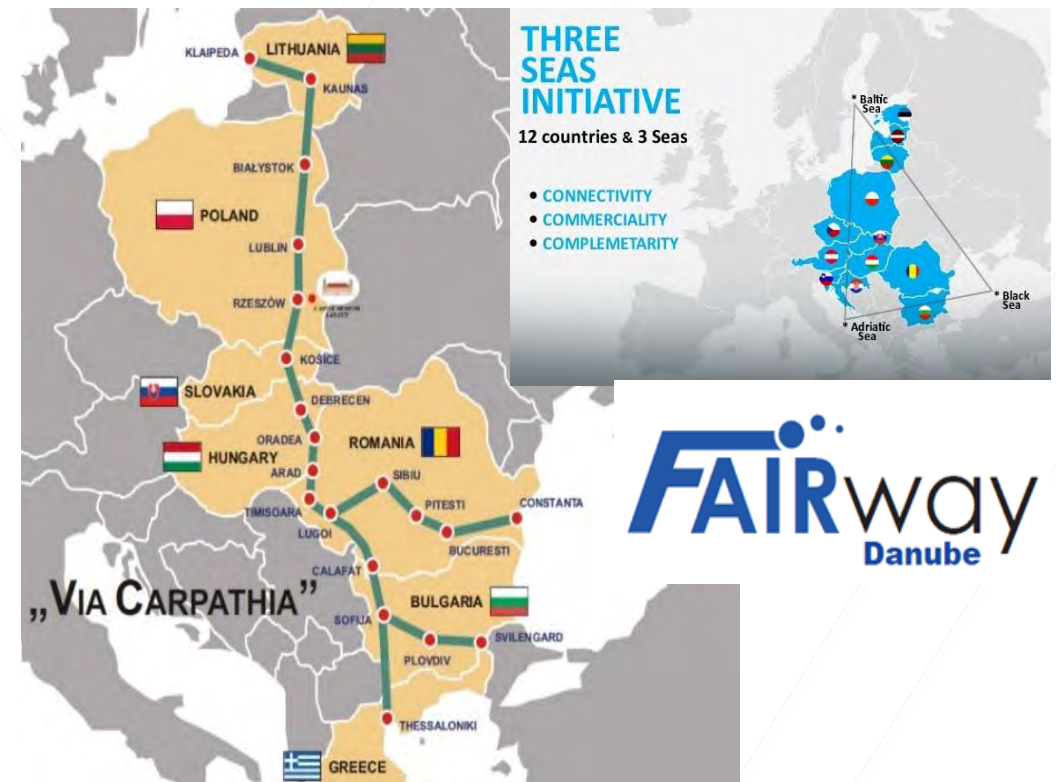 KLAIPEDA
LITHUANIA
KAUNAS
BIAŁYSTOK
POLAND
LUBLIN
RZESZÓW
KOSICE
SLOVAKIA
DEBRECEN
ORADEA
HUNGARY
ROMANIA
ARAD
SIBIU
TIMISOARA
PITESTI
CONSTANTA
LUGOI
BUCURESTI
CALAFAT
„VIA CARPATHIA”
BULGARIA
SOFIJA
SVILENGARD
PLOVDIV
THESSALONIKI
GREECE
THREE
SEAS
INITIATIVE
12 countries & 3 Seas
• CONNECTIVITY
• COMMERCIALITY
• COMPLEMETARITY
* Baltic
Sea
* Black
Sea
* Adriatic
Sea
FAIRway
Danube